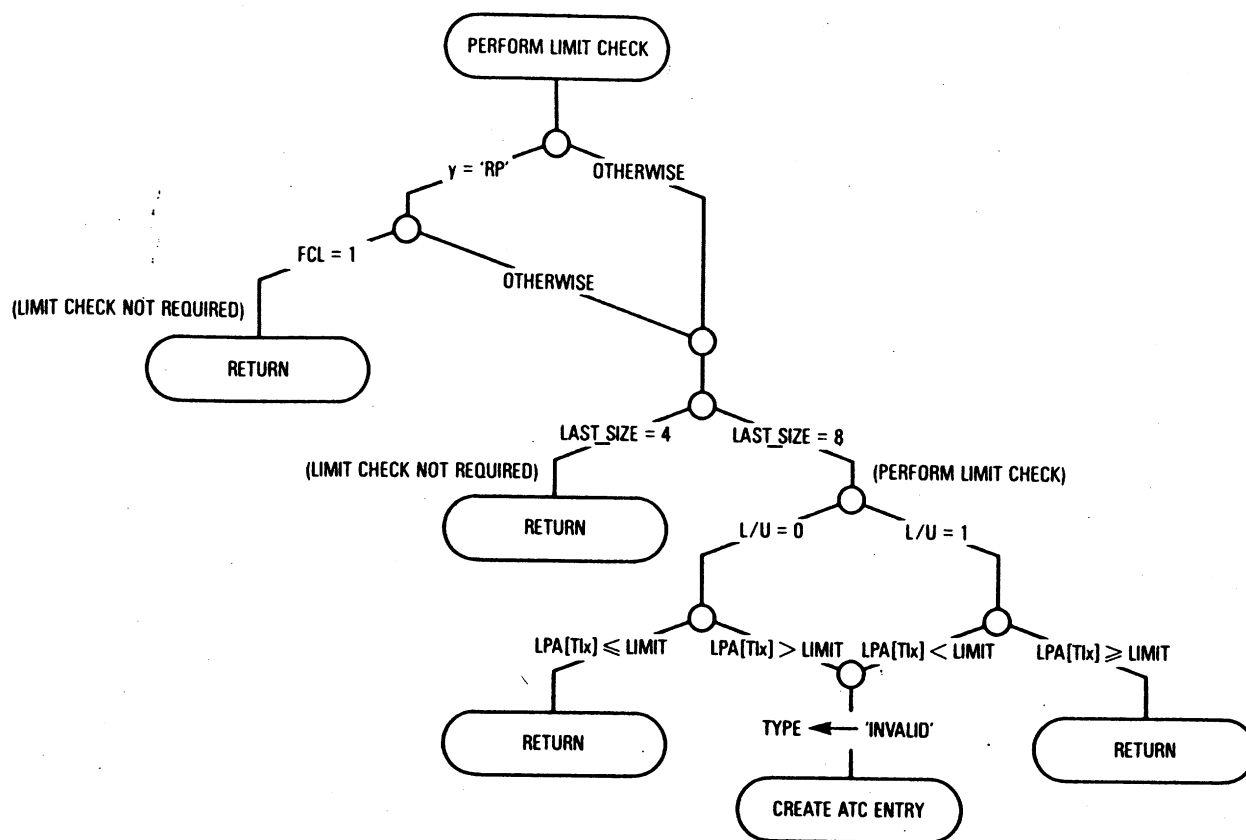 PERFORM LIMIT CHECK
y = 'RP'
OTHERWISE
FCL = 1
OTHERWISE
(LIMIT CHECK NOT REQUIRED)
RETURN
LAST_SIZE = 4
LAST_SIZE = 8
(LIMIT CHECK NOT REQUIRED)
(PERFORM LIMIT CHECK)
RETURN
L/U = 0
L/U = 1
LPA[TIx] ⩽ LIMIT
LPA[TIx] > LIMIT
LPA[TIx] < LIMIT
LPA[TIx] ⩾ LIMIT
RETURN
TYPE ◄— 'INVALID'
RETURN
CREATE ATC ENTRY